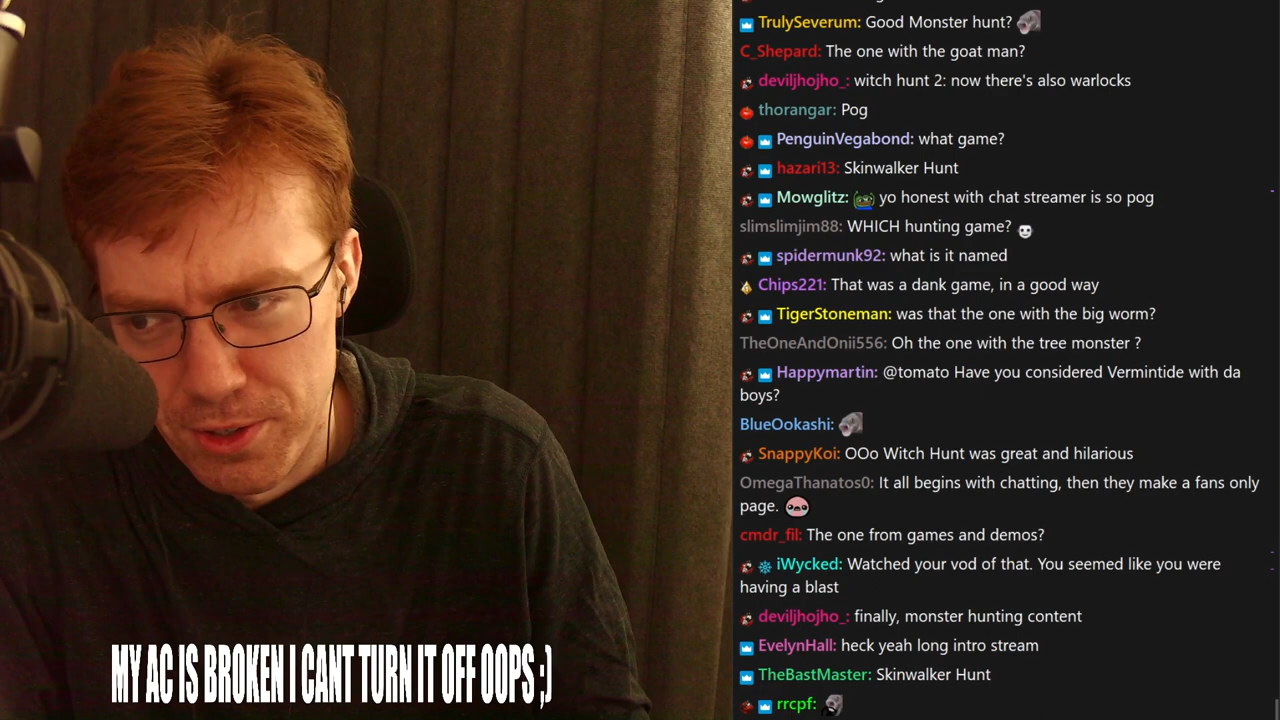 TrulySeverum: Good Monster hunt?
C_Shepard: The one with the goat man?
deviljhojho_: witch hunt 2: now there's also warlocks
thorangar: Pog
PenguinVegabond: what game?
hazari13: Skinwalker Hunt
Mowglitz: yo honest with chat streamer is so pog
slimslimjim88: WHICH hunting game?
spidermunk92: what is it named
Chips221: That was a dank game, in a good way
TigerStoneman: was that the one with the big worm?
TheOneAndOnii556: Oh the one with the tree monster ?
Happymartin: @tomato Have you considered Vermintide with da
boys?
BlueOokashi:
SnappyKoi: OOo Witch Hunt was great and hilarious
OmegaThanatos0: It all begins with chatting, then they make a fans only
page.
cmdr_fil: The one from games and demos?
iWycked: Watched your vod of that. You seemed like you were
having a blast
deviljhojho_: finally, monster hunting content
EvelynHall: heck yeah long intro stream
TheBastMaster: Skinwalker Hunt
rrcpf:
MY AC IS BROKEN I CANT TURN IT OFF OOPS ;)